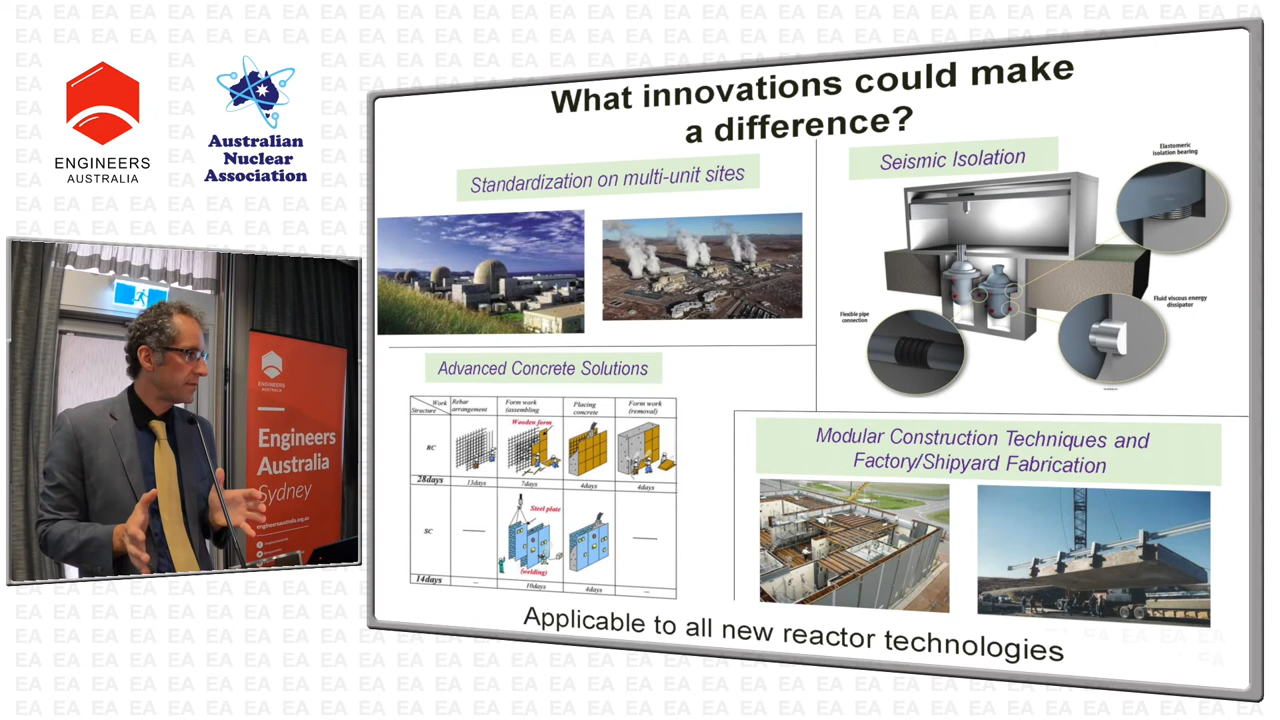 ENGINEERS
AUSTRALIA
Australian
Nuclear
Association
ENGINEERS
AUSTRALIA
Engineers
Australia
Sydney
engineersaustralia.org.au
What innovations could make
a difference?
Standardization on multi-unit sites
Seismic Isolation
Elastomeric
isolation bearing
Flexible pipe
connection
Fluid viscous energy
dissipator
Advanced Concrete Solutions
Work
Structure
Rebar
arrangement
Form work
(assembling
Placing
concrete
Form work
(removal)
RC
Wooden form
28days
13days
7days
4days
4days
SC
Steel plate
(welding)
14days
10days
4days
Modular Construction Techniques and
Factory/Shipyard Fabrication
Applicable to all new reactor technologies